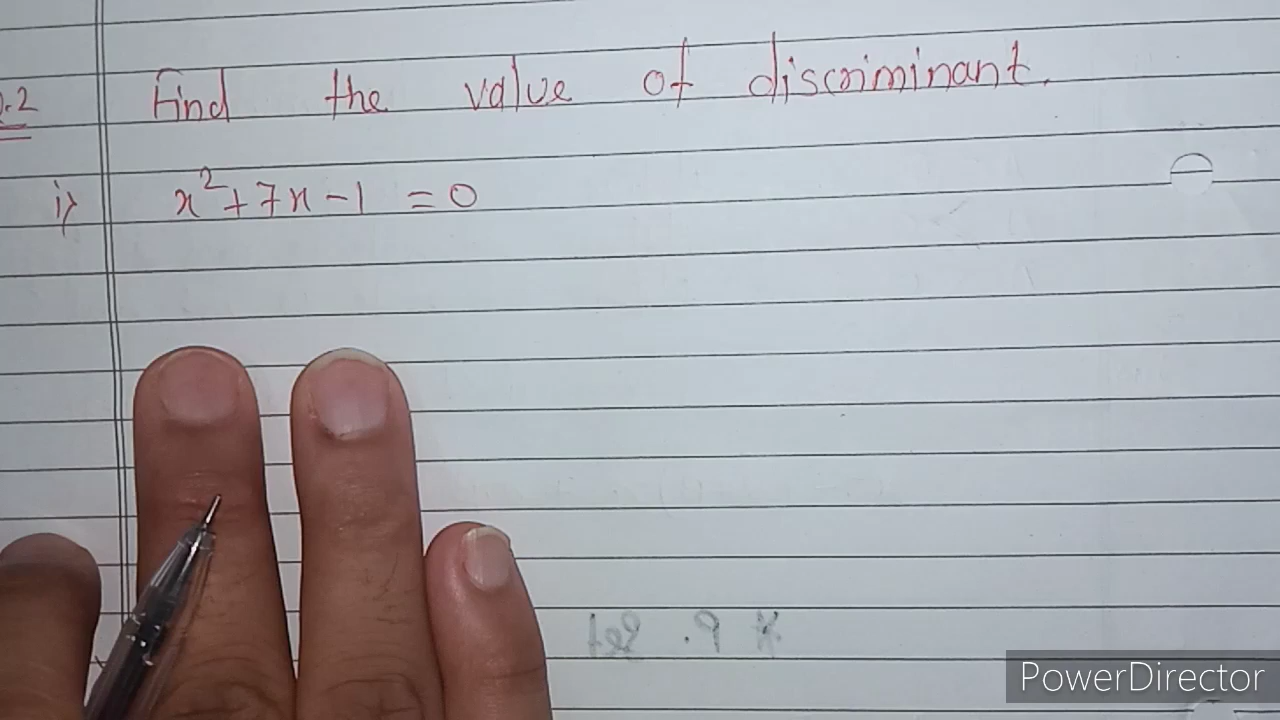 Q.2 Find the value of discriminant.
i) x²+7x-1 = 0
PowerDirector